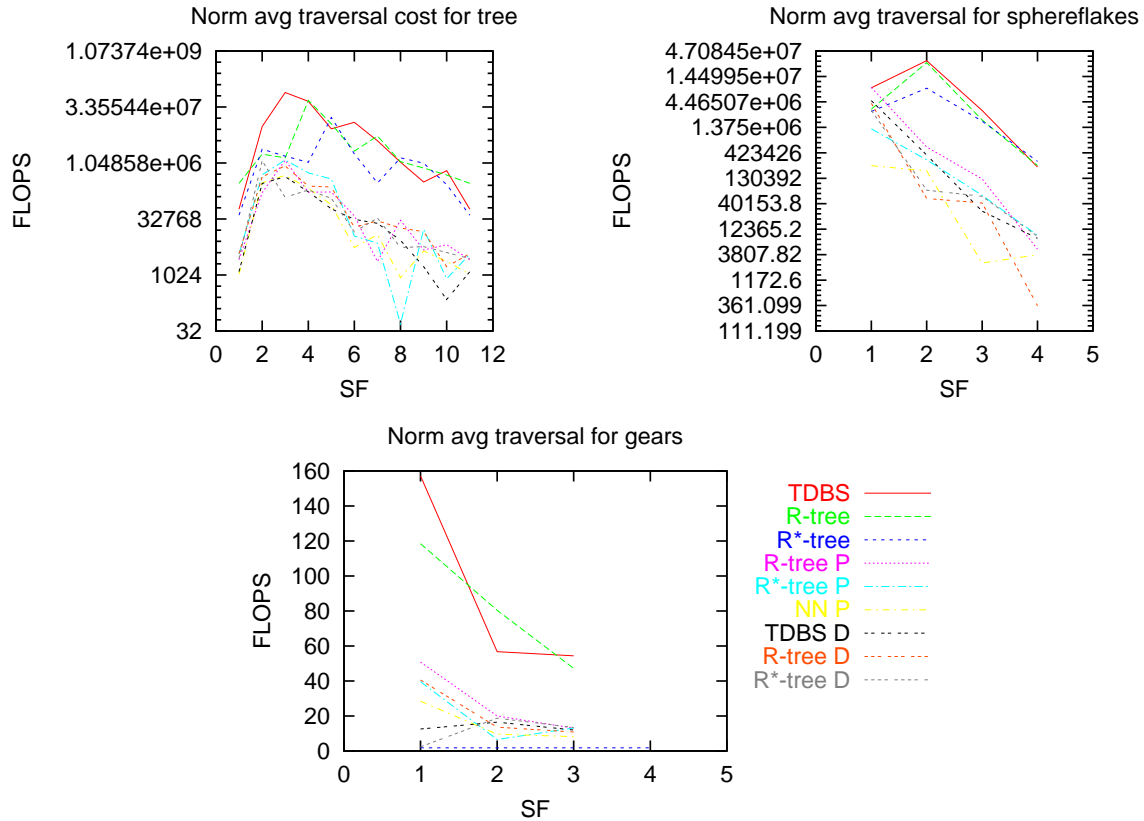 Norm avg traversal cost for tree
1.07374e+09
3.35544e+07
1.04858e+06
32768
1024
32
FLOPS
0 2 4 6 8 10 12
SF
Norm avg traversal for sphereflakes
4.70845e+07
1.44995e+07
4.46507e+06
1.375e+06
423426
130392
40153.8
12365.2
3807.82
1172.6
361.099
111.199
FLOPS
0 1 2 3 4 5
SF
Norm avg traversal for gears
160
140
120
100
80
60
40
20
0
FLOPS
0 1 2 3 4 5
SF
TDBS
R-tree
R*-tree
R-tree P
R*-tree P
NN P
TDBS D
R-tree D
R*-tree D